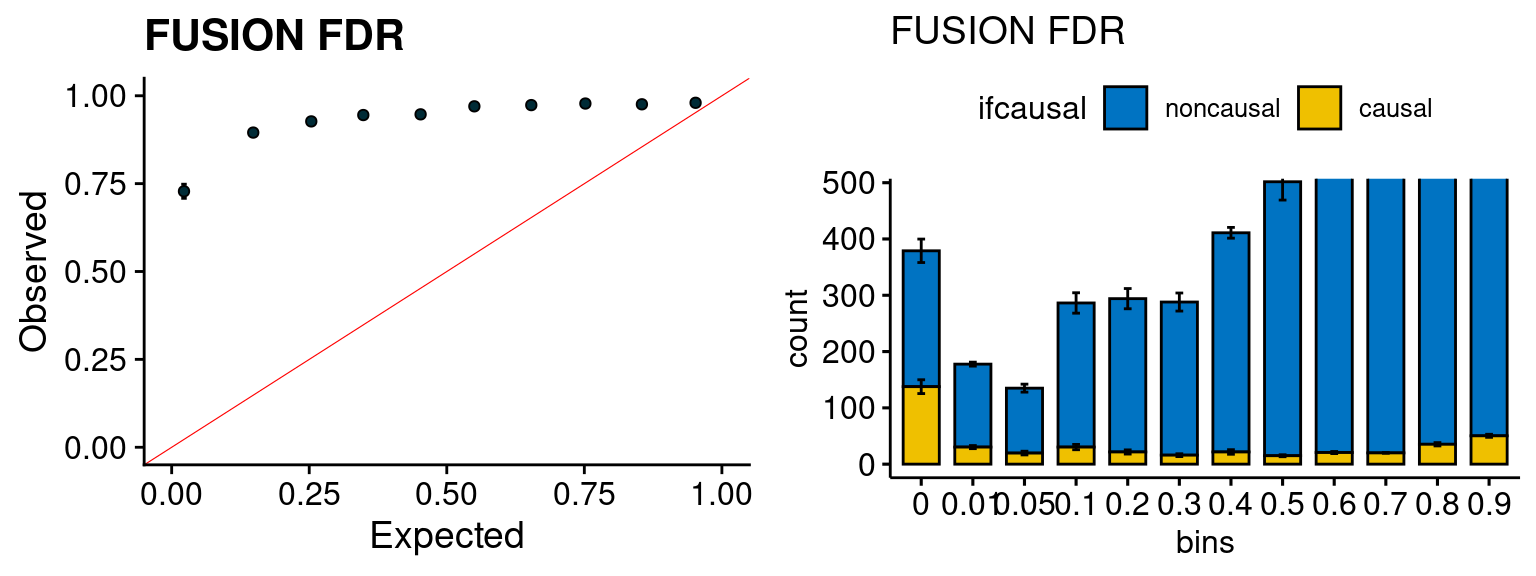 FUSION FDR
1.00
0.75
0.50
0.25
0.00
Observed
0.00 0.25 0.50 0.75 1.00
Expected
FUSION FDR
ifcausal noncausal causal
500
400
300
200
100
0
count
0 0.01 0.05 0.1 0.2 0.3 0.4 0.5 0.6 0.7 0.8 0.9
bins